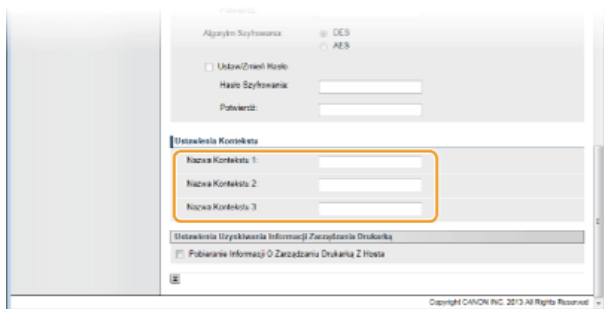 Potwierdź:
Algorytm Szyfrowania: DES
AES
Ustaw/Zmień Hasło
Hasło Szyfrowania:
Potwierdź:
Ustawienia Kontekstu
Nazwa Kontekstu 1:
Nazwa Kontekstu 2:
Nazwa Kontekstu 3:
Ustawienia Uzyskiwania Informacji Zarządzania Drukarką
Pobieranie Informacji O Zarządzaniu Drukarką Z Hosta
Copyright CANON INC. 2013 All Rights Reserved